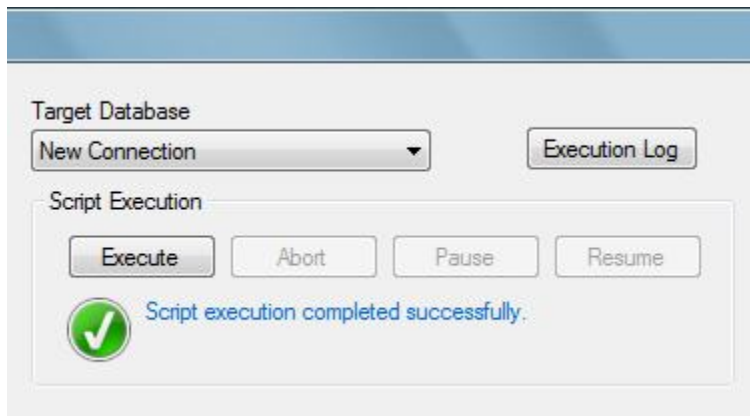 Target Database
New Connection
Execution Log
Script Execution
Execute Abort Pause Resume
Script execution completed successfully.